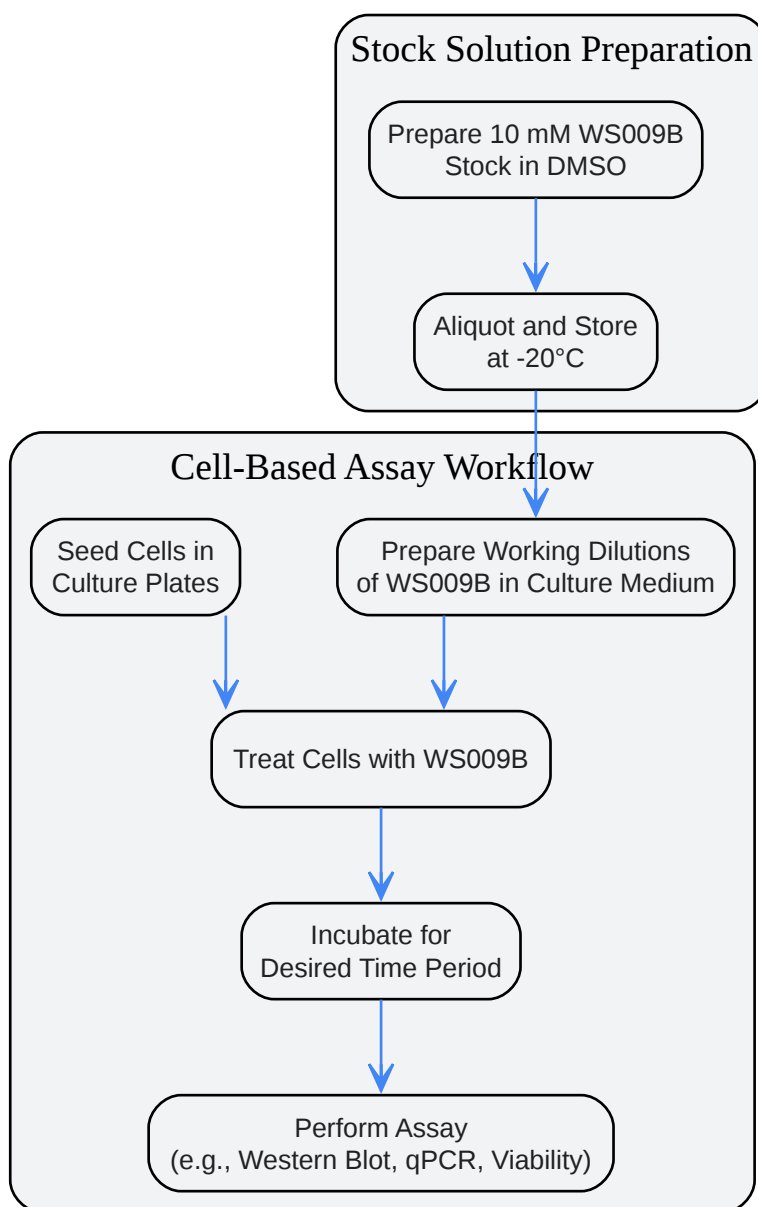 Stock Solution Preparation
Prepare 10 mM WS009B
Stock in DMSO
Aliquot and Store
at -20°C
Cell-Based Assay Workflow
Seed Cells in
Culture Plates
Prepare Working Dilutions
of WS009B in Culture Medium
Treat Cells with WS009B
Incubate for
Desired Time Period
Perform Assay
(e.g., Western Blot, qPCR, Viability)